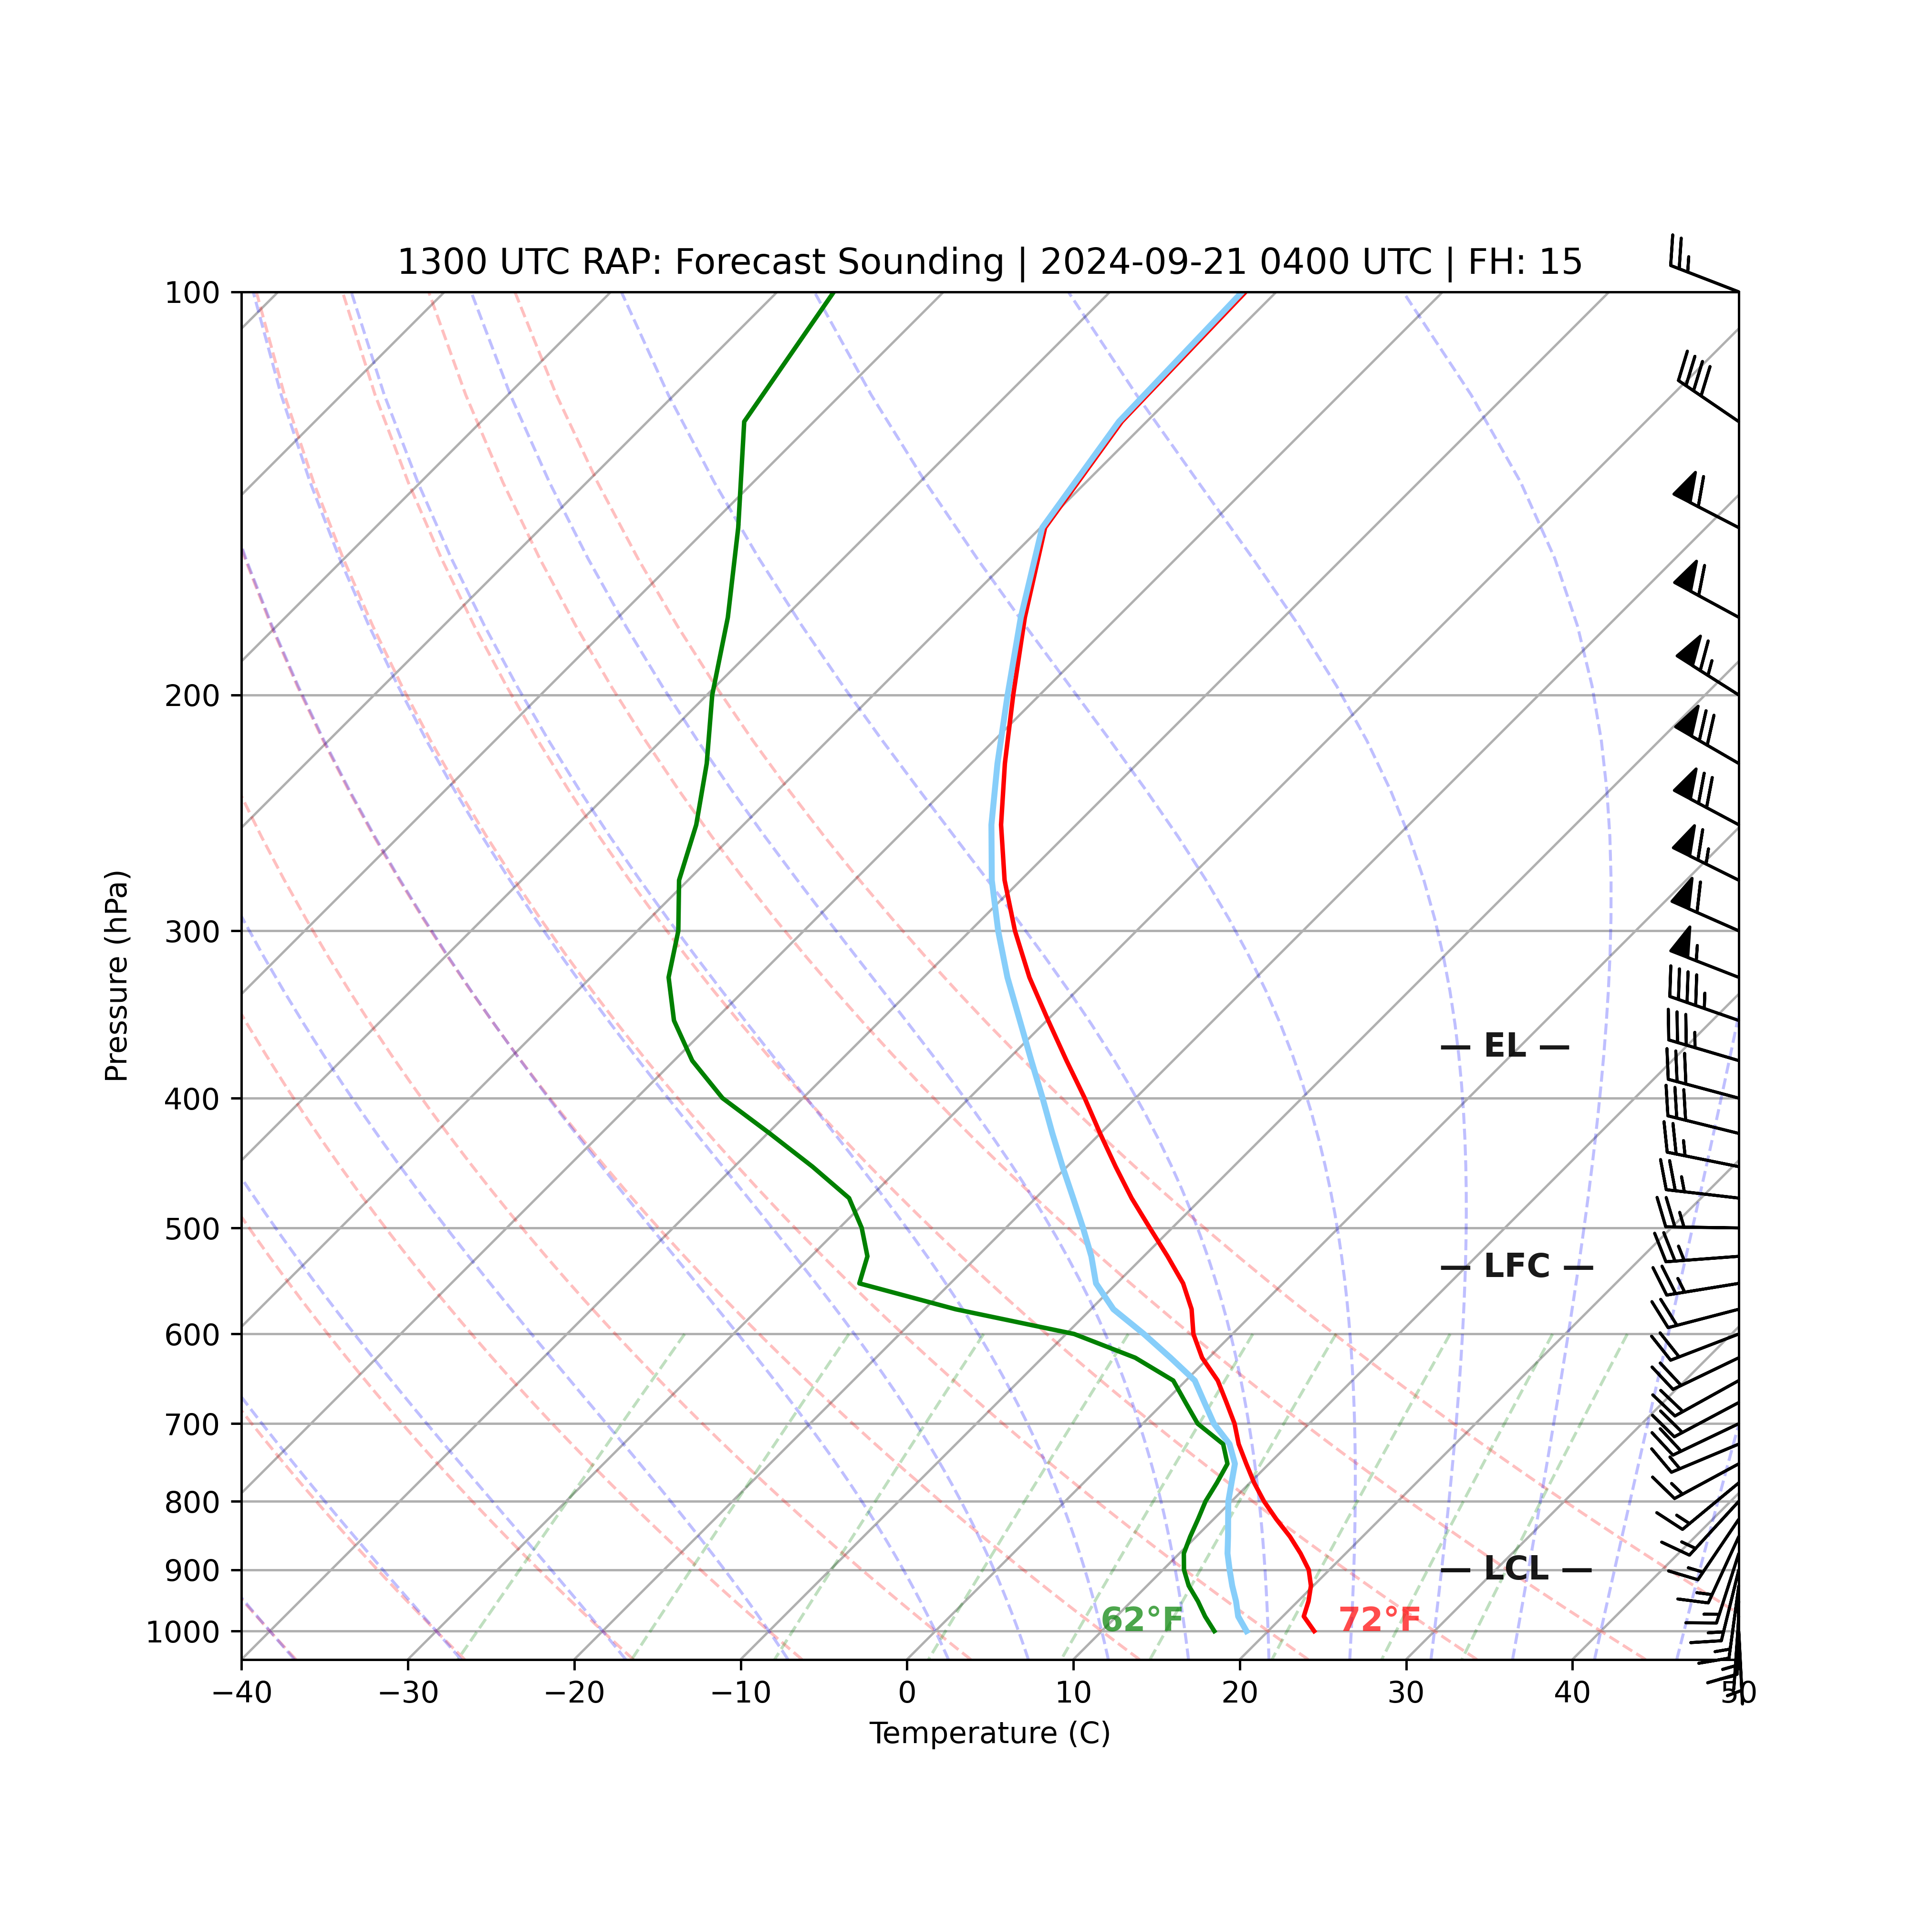 1300 UTC RAP: Forecast Sounding | 2024-09-21 0400 UTC | FH: 15
100
200
300
— EL —
400
500
— LFC —
600
700
800
900
— LCL —
1000
62°F
72°F
−40 −30 −20 −10 0 10 20 30 40 50
Temperature (C)
Pressure (hPa)